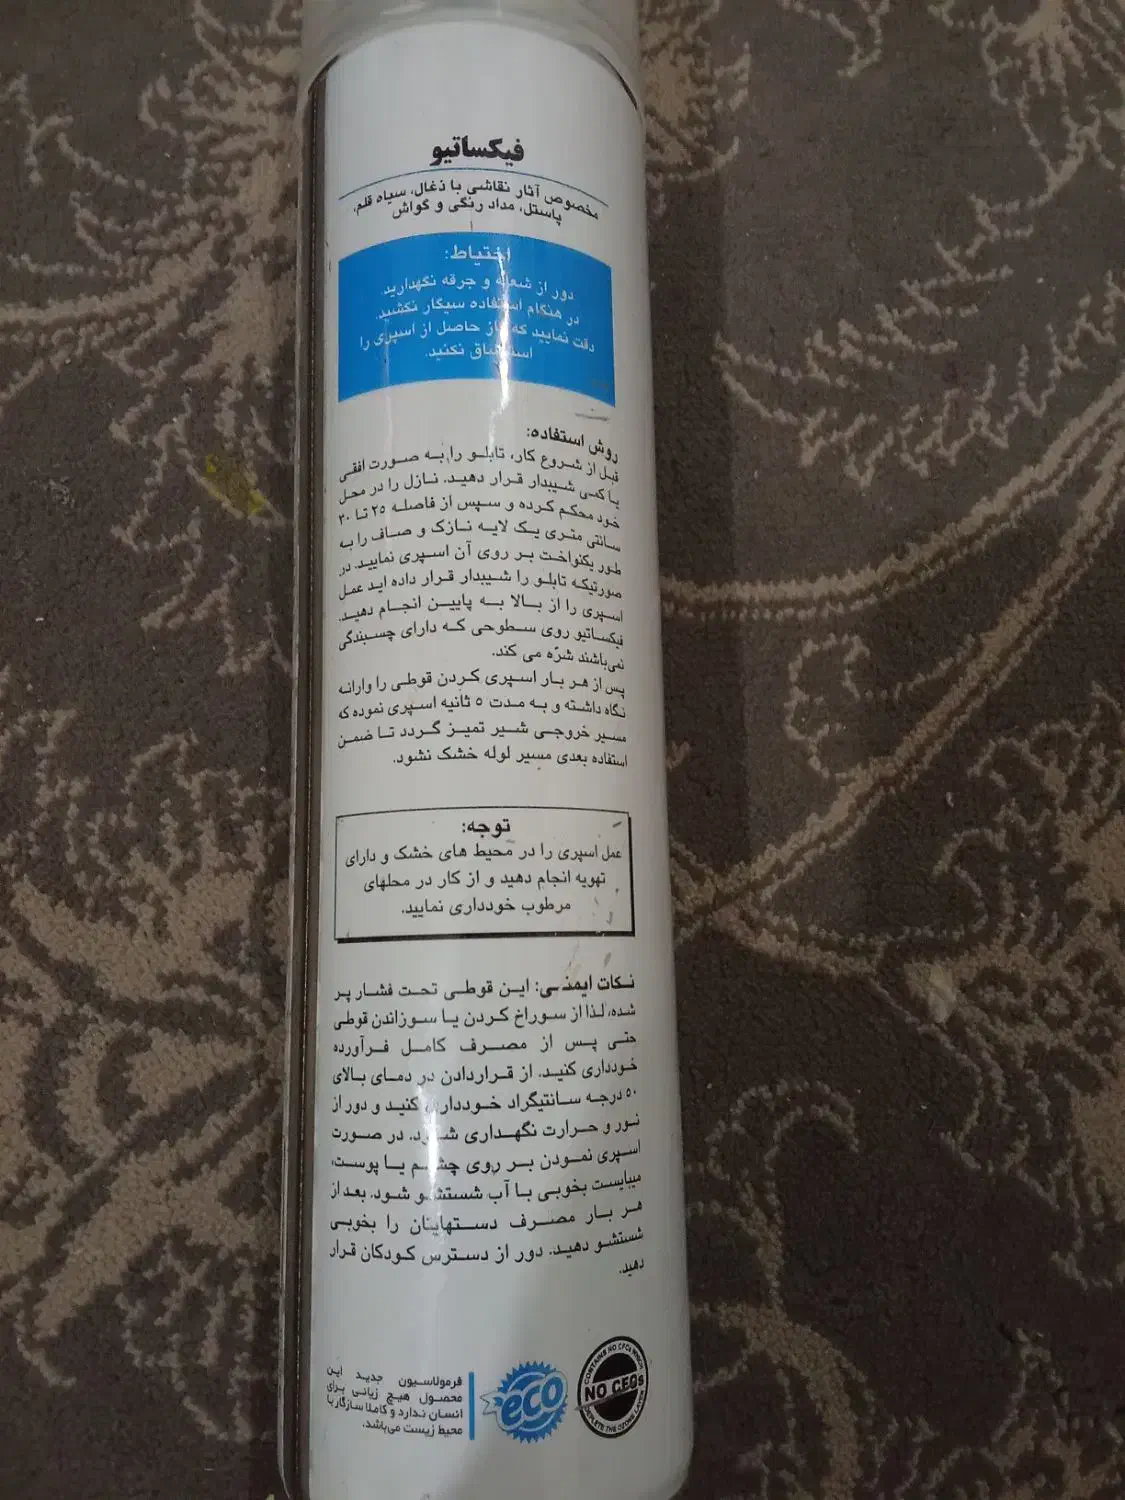 فیکساتیو
مخصوص آثار نقاشی با ذغال، سیاه قلم،
پاستل، مداد رنگی و گواش
احتیاط:
دور از شعله و جرقه نگهدارید.
در هنگام استفاده سیگار نکشید.
دقت نمایید که گاز حاصل از اسپری را
استنشاق نکنید.
روش استفاده:
قبل از شروع کار، تابلو را به صورت افقی
یا کمی شیبدار قرار دهید. نازل را در محل
خود محکم کرده و سپس از فاصله ۲۵ تا ۳۰
سانتی متری یک لایه نازک و صاف را به
طور یکنواخت بر روی آن اسپری نمایید. در
صورتیکه تابلو را شیبدار قرار داده اید عمل
اسپری را از بالا به پایین انجام دهید.
فیکساتیو روی سطوحی که دارای چسبندگی
نمی‌باشند شرّه می کند.
پس از هر بار اسپری کردن قوطی را وارانه
نگاه داشته و به مدت ۵ ثانیه اسپری نموده که
مسیر خروجی شیر تمیز گردد تا ضمن
استفاده بعدی مسیر لوله خشک نشود.
توجه:
عمل اسپری را در محیط های خشک و دارای
تهویه انجام دهید و از کار در محلهای
مرطوب خودداری نمایید.
نکات ایمنی: این قوطی تحت فشار پر
شده، لذا از سوراخ کردن یا سوزاندن قوطی
حتی پس از مصرف کامل فرآورده
خودداری کنید. از قراردادن در دمای بالای
۵۰ درجه سانتیگراد خودداری کنید و دور از
نور و حرارت نگهداری شود. در صورت
اسپری نمودن بر روی چشم یا پوست،
میبایست بخوبی با آب شستشو شود. بعد از
هر بار مصرف دستهایتان را بخوبی
شستشو دهید. دور از دسترس کودکان قرار
دهید.
CONTAINS NO CFCs WHICH
NO CFCs
DEPLETE THE OZONE LAYER
eco
فرمولاسیون جدید این
محصول هیچ زیانی برای
انسان ندارد و کاملا سازگار با
محیط زیست می‌باشد.